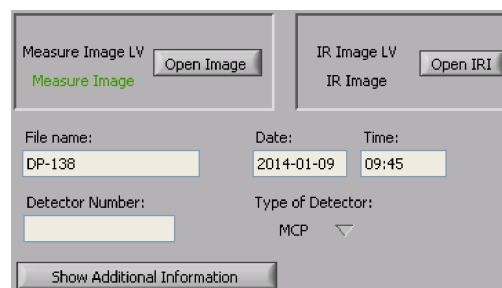 Measure Image LV
Open Image
Measure Image
IR Image LV
Open IRI
IR Image
File name:
Date:
Time:
DP-138
2014-01-09
09:45
Detector Number:
Type of Detector:
MCP
Show Additional Information